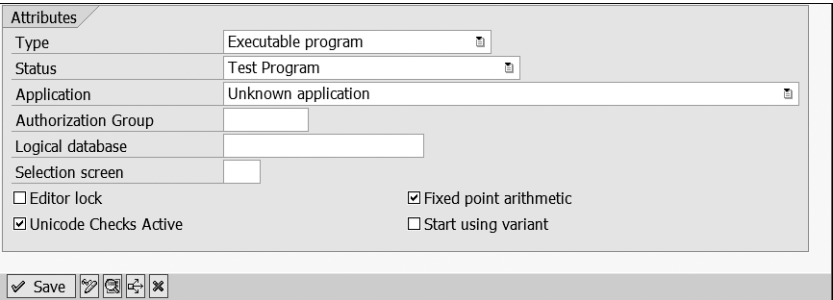 Attributes
Type Executable program
Status Test Program
Application Unknown application
Authorization Group
Logical database
Selection screen
Editor lock Fixed point arithmetic
Unicode Checks Active Start using variant
Save